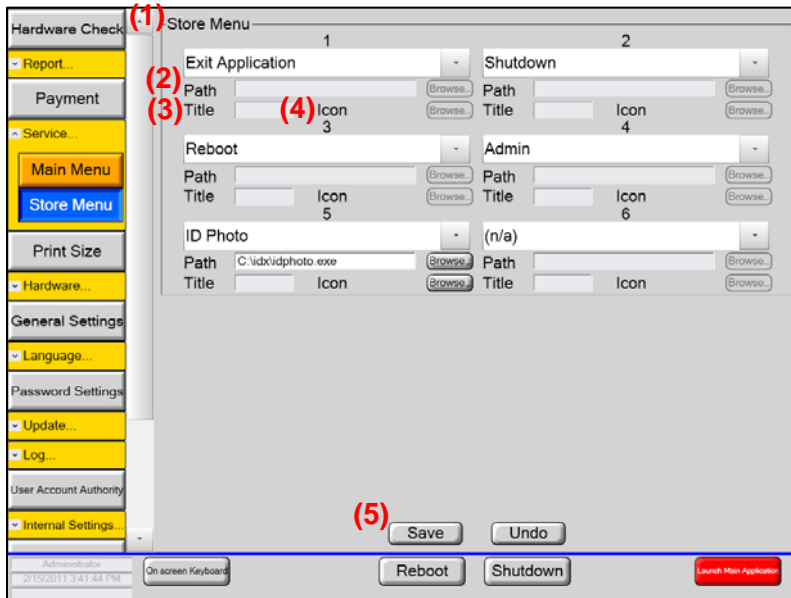 Hardware Check
Report...
Payment
Service...
Main Menu
Store Menu
Print Size
Hardware...
General Settings
Language...
Password Settings
Update...
Log...
User Account Authority
Internal Settings...
(1) Store Menu
1 2
Exit Application Shutdown
(2) Path Browse... Path Browse...
(3) Title (4) Icon Browse... Title Icon Browse...
3 4
Reboot Admin
Path Browse... Path Browse...
Title Icon Browse... Title Icon Browse...
5 6
ID Photo (n/a)
Path C:\idx\idphoto.exe Browse... Path Browse...
Title Icon Browse... Title Icon Browse...
(5) Save Undo
Administrator
2/15/2011 3:41:44 PM
On screen Keyboard Reboot Shutdown Launch Main Application